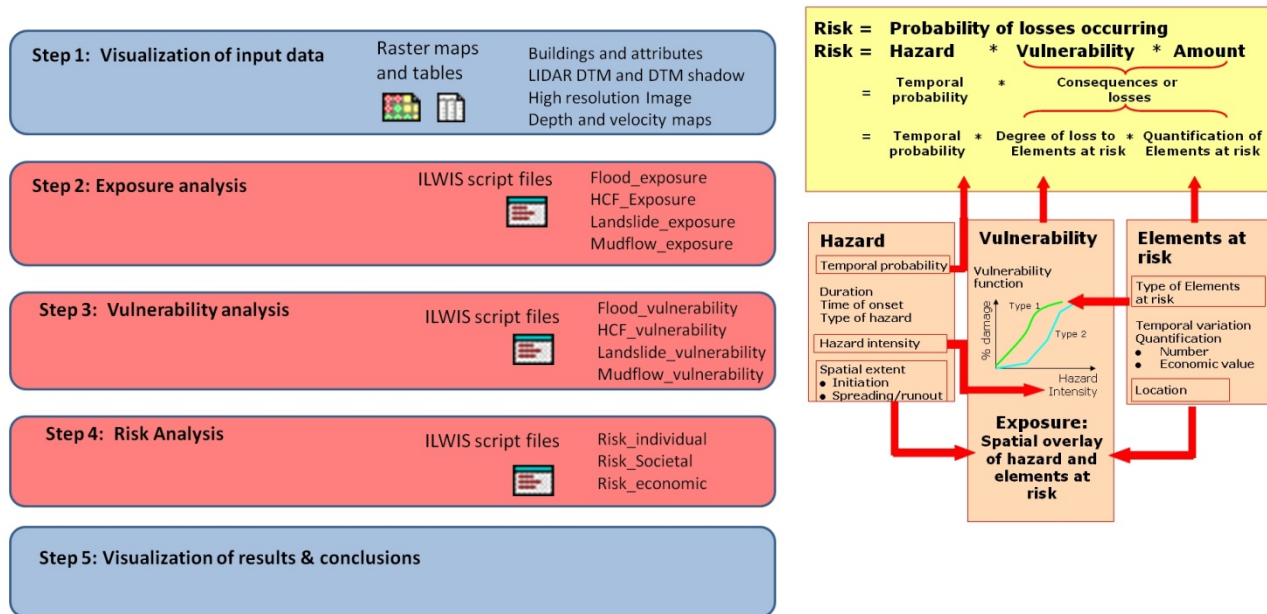 Step 1: Visualization of input data
Raster maps
and tables
Buildings and attributes
LIDAR DTM and DTM shadow
High resolution Image
Depth and velocity maps
Step 2: Exposure analysis
ILWIS script files
Flood_exposure
HCF_Exposure
Landslide_exposure
Mudflow_exposure
Step 3: Vulnerability analysis
ILWIS script files
Flood_vulnerability
HCF_vulnerability
Landslide_vulnerability
Mudflow_vulnerability
Step 4: Risk Analysis
ILWIS script files
Risk_individual
Risk_Societal
Risk_economic
Step 5: Visualization of results & conclusions
Risk = Probability of losses occurring
Risk = Hazard * Vulnerability * Amount
= Temporal probability * Consequences or losses
= Temporal probability * Degree of loss to Elements at risk * Quantification of Elements at risk
Hazard
Temporal probability
Duration
Time of onset
Type of hazard
Hazard intensity
Spatial extent
• Initiation
• Spreading/runout
Vulnerability
Vulnerability
function
% damage
Type 1
Type 2
Hazard
Intensity
Exposure:
Spatial overlay
of hazard and
elements at
risk
Elements at
risk
Type of Elements
at risk
Temporal variation
Quantification
• Number
• Economic value
Location